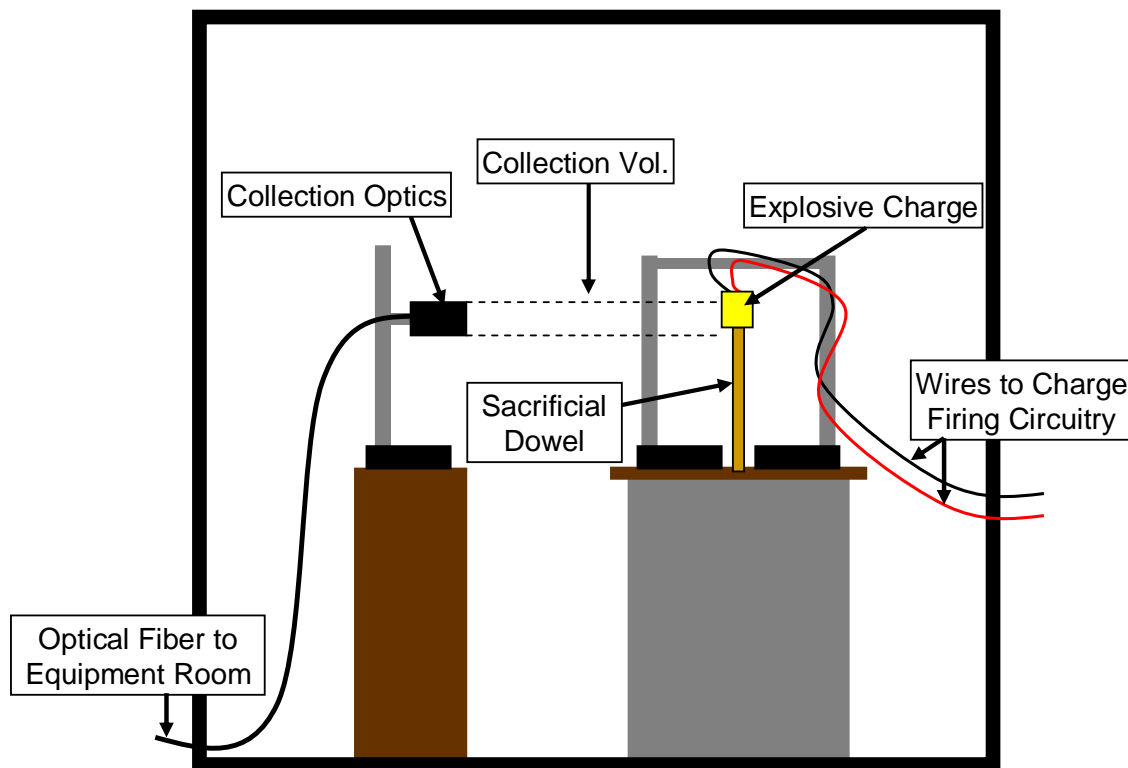 Collection Vol.
Collection Optics
Explosive Charge
Sacrificial
Dowel
Wires to Charge
Firing Circuitry
Optical Fiber to
Equipment Room